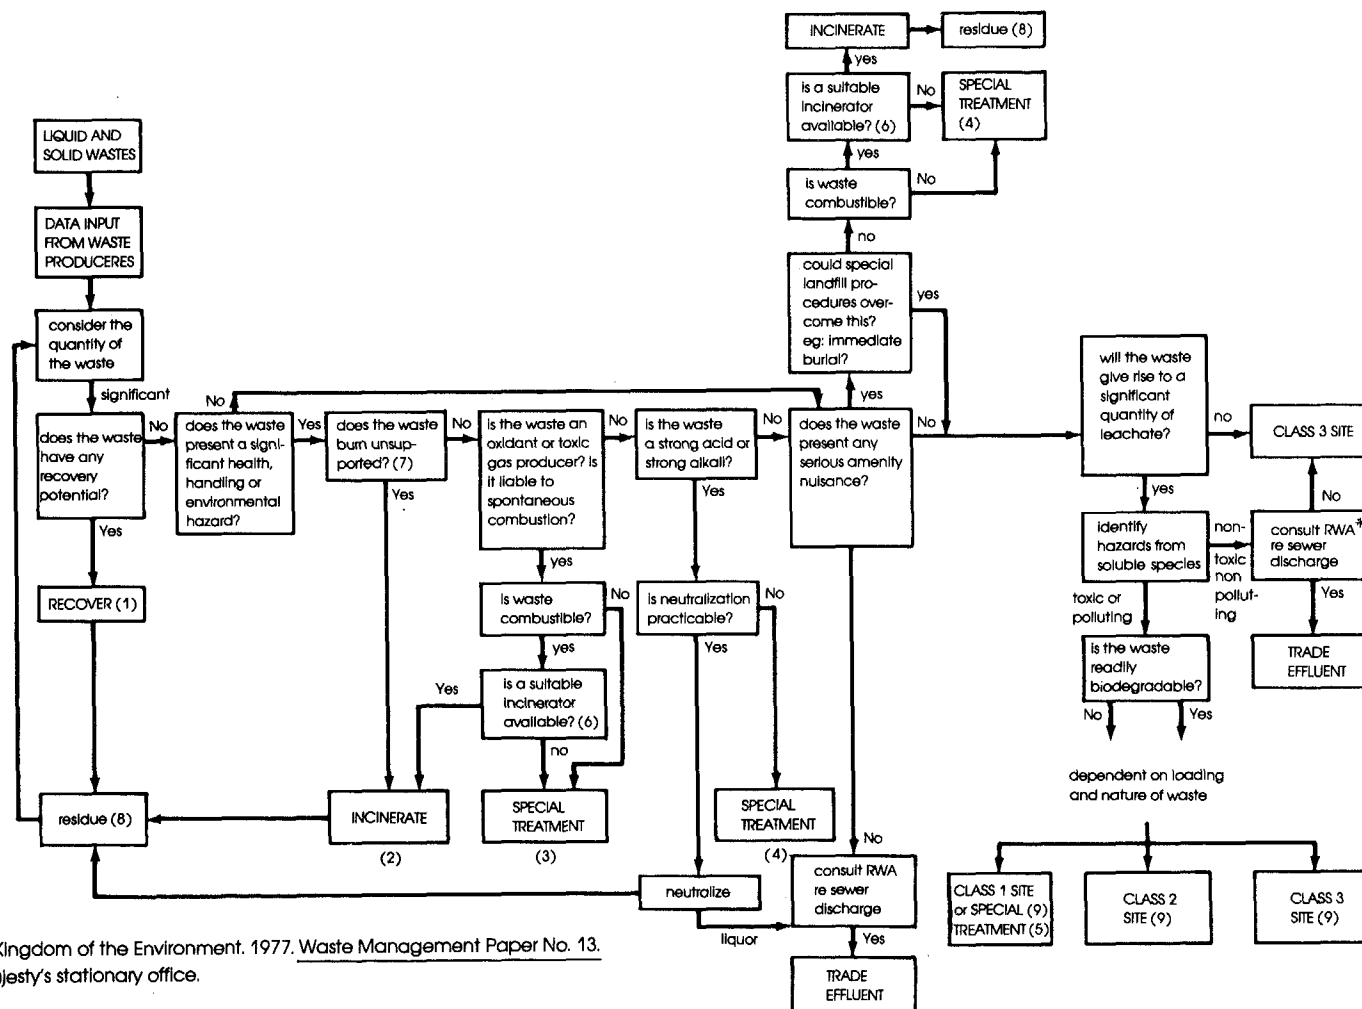 INCINERATE
residue (8)
yes
is a suitable
incinerator
available? (6)
No
SPECIAL
TREATMENT
(4)
yes
is waste
combustible?
No
no
could special
landfill pro-
cedures over-
come this?
eg: immediate
burial?
yes
yes
LIQUID AND
SOLID WASTES
DATA INPUT
FROM WASTE
PRODUCERES
consider the
quantity of
the waste
significant
does the waste
have any
recovery
potential?
No
Yes
RECOVER (1)
residue (8)
does the waste
present a signi-
ficant health,
handling or
environmental
hazard?
No
Yes
does the waste
burn unsup-
ported? (7)
No
Yes
INCINERATE
(2)
is the waste an
oxidant or toxic
gas producer? is
it liable to
spontaneous
combustion?
No
yes
is waste
combustible?
No
yes
is a suitable
incinerator
available? (6)
Yes
no
SPECIAL
TREATMENT
(3)
is the waste
a strong acid or
strong alkali?
No
Yes
is neutralization
practicable?
No
Yes
SPECIAL
TREATMENT
(4)
neutralize
liquor
does the waste
present any
serious amenity
nuisance?
No
No
consult RWA
re sewer
discharge
Yes
TRADE
EFFLUENT
will the waste
give rise to a
significant
quantity of
leachate?
no
CLASS 3 SITE
yes
identify
hazards from
soluble species
non-
toxic
non
pollut-
ing
No
consult RWA*
re sewer
discharge
Yes
TRADE
EFFLUENT
toxic or
polluting
is the waste
readily
biodegradable?
No
Yes
dependent on loading
and nature of waste
CLASS 1 SITE
or SPECIAL (9)
TREATMENT (5)
CLASS 2
SITE (9)
CLASS 3
SITE (9)
Kingdom of the Environment. 1977. Waste Management Paper No. 13.
jesty's stationary office.